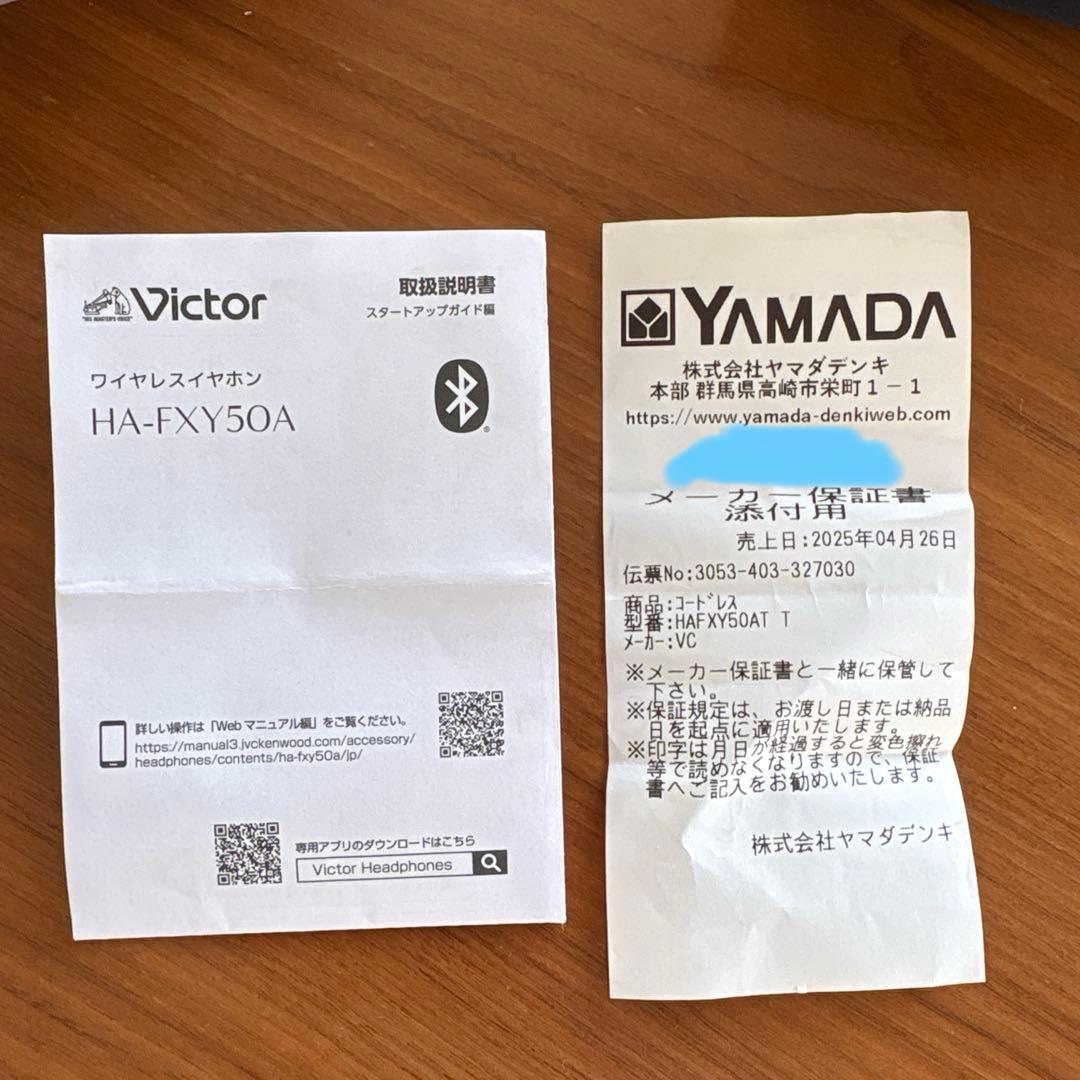 "HIS MASTER'S VOICE"
Victor
取扱説明書
スタートアップガイド編
ワイヤレスイヤホン
HA-FXY50A
詳しい操作は「Webマニュアル編」をご覧ください。
https://manual3.jvckenwood.com/accessory/
headphones/contents/ha-fxy50a/jp/
専用アプリのダウンロードはこちら
Victor Headphones
YAMADA
株式会社ヤマダデンキ
本部 群馬県高崎市栄町1-1
https://www.yamada-denkiweb.com
メーカー保証書
添付用
売上日:2025年04月26日
伝票No:3053-403-327030
商品:コードレス
型番:HAFXY50AT T
メーカー:VC
※メーカー保証書と一緒に保管して
下さい。
※保証規定は、お渡し日または納品
日を起点に適用いたします。
※印字は月日が経過すると変色擦れ
等で読めなくなりますので、保証
書へご記入をお勧めいたします。
株式会社ヤマダデンキ